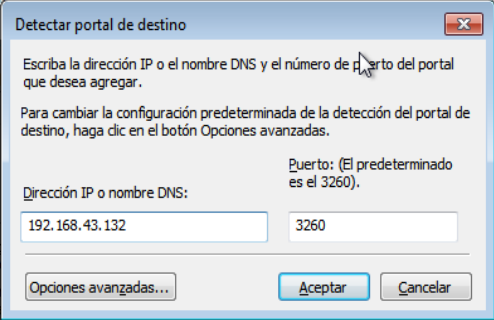 Detectar portal de destino
Escriba la dirección IP o el nombre DNS y el número de puerto del portal
que desea agregar.
Para cambiar la configuración predeterminada de la detección del portal de
destino, haga clic en el botón Opciones avanzadas.
Puerto: (El predeterminado
es el 3260).
Dirección IP o nombre DNS:
192.168.43.132
3260
Opciones avanzadas...
Aceptar
Cancelar